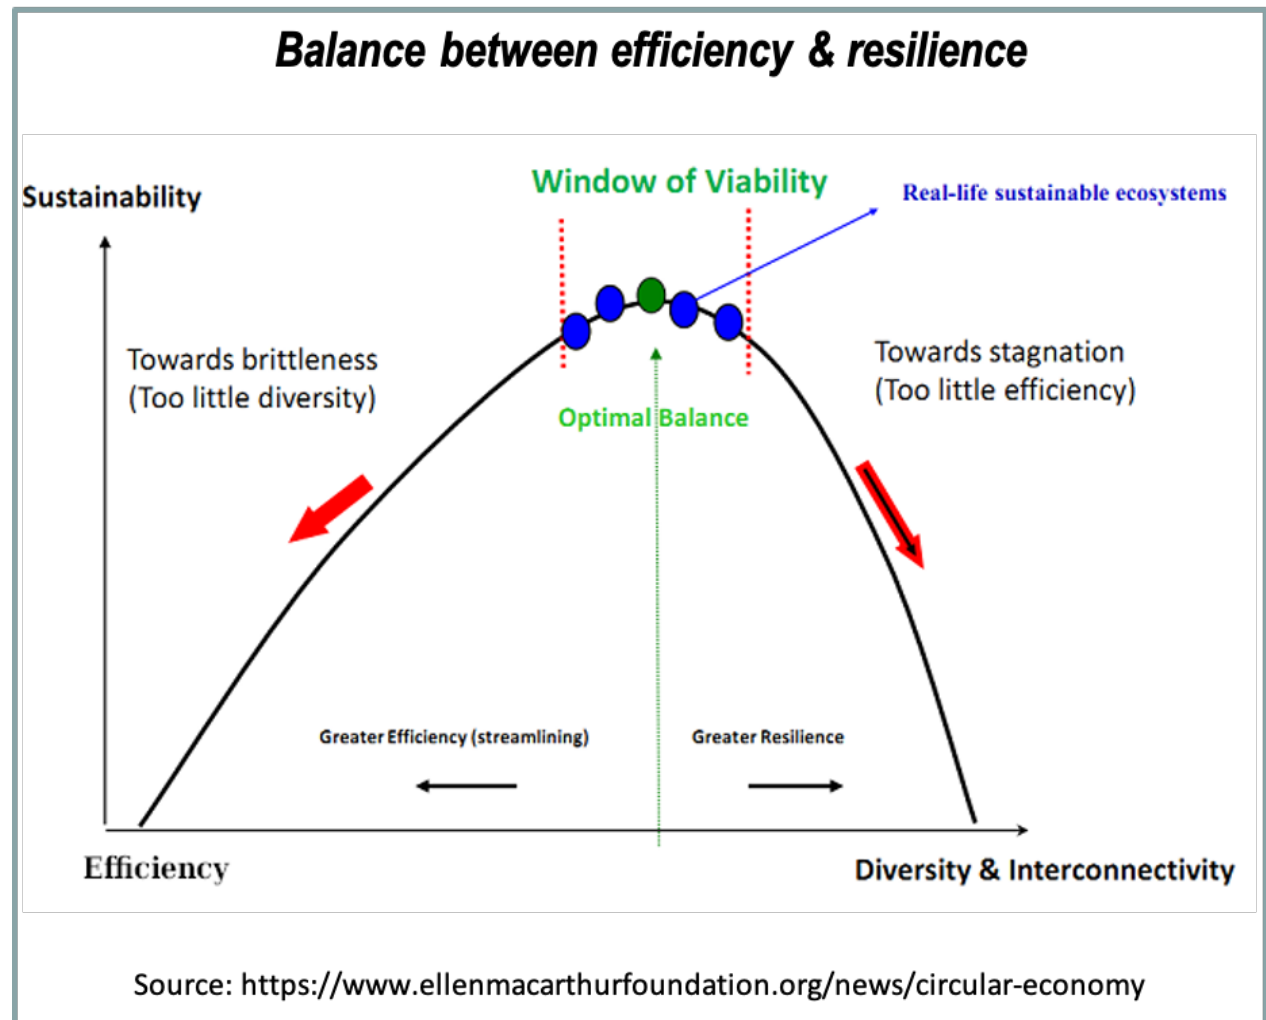 Balance between efficiency & resilience
Sustainability
Window of Viability
Real-life sustainable ecosystems
Towards brittleness
(Too little diversity)
Towards stagnation
(Too little efficiency)
Optimal Balance
Greater Efficiency (streamlining)
Greater Resilience
Efficiency
Diversity & Interconnectivity
Source: https://www.ellenmacarthurfoundation.org/news/circular-economy